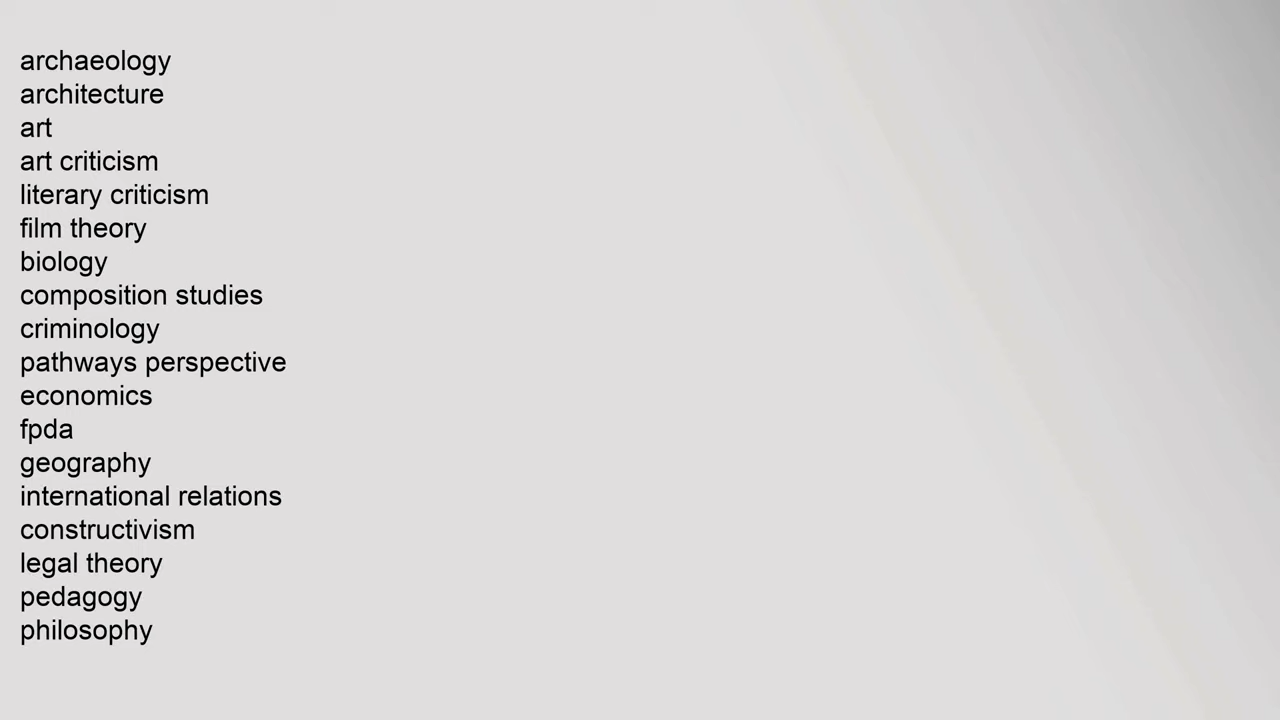 archaeology
architecture
art
art criticism
literary criticism
film theory
biology
composition studies
criminology
pathways perspective
economics
fpda
geography
international relations
constructivism
legal theory
pedagogy
philosophy